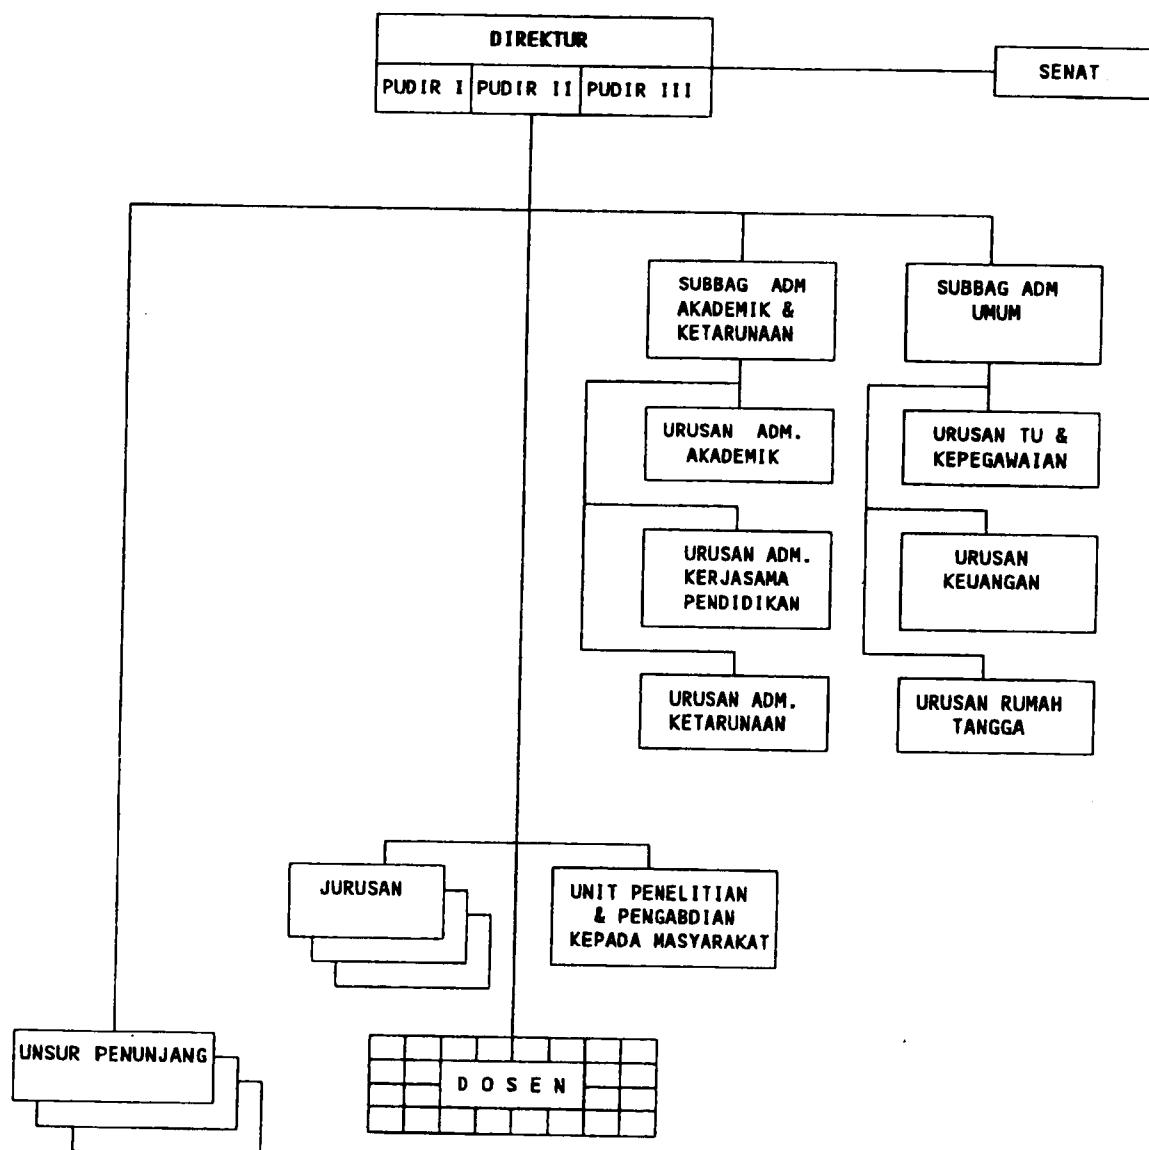 DIREKTUR
PUDIR I PUDIR II PUDIR III
SENAT
SUBBAG ADM
AKADEMIK &
KETARUNAAN
SUBBAG ADM
UMUM
URUSAN ADM.
AKADEMIK
URUSAN TU &
KEPEGAWAIAN
URUSAN ADM.
KERJASAMA
PENDIDIKAN
URUSAN
KEUANGAN
URUSAN ADM.
KETARUNAAN
URUSAN RUMAH
TANGGA
JURUSAN
UNIT PENELITIAN
& PENGABDIAN
KEPADA MASYARAKAT
UNSUR PENUNJANG
D O S E N